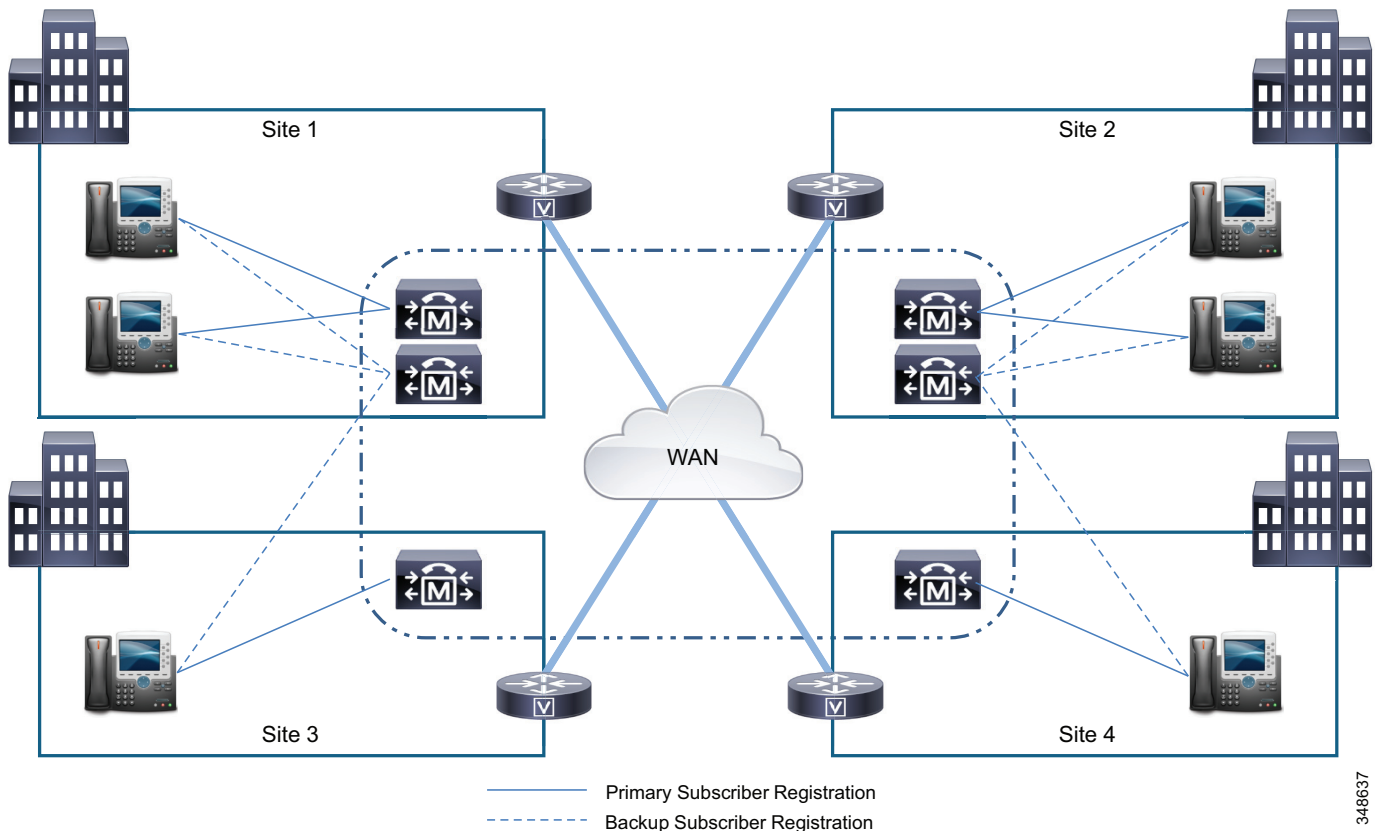 Site 1
Site 2
V
V
M
M
M
M
WAN
M
M
V
V
Site 3
Site 4
Primary Subscriber Registration
Backup Subscriber Registration
348637